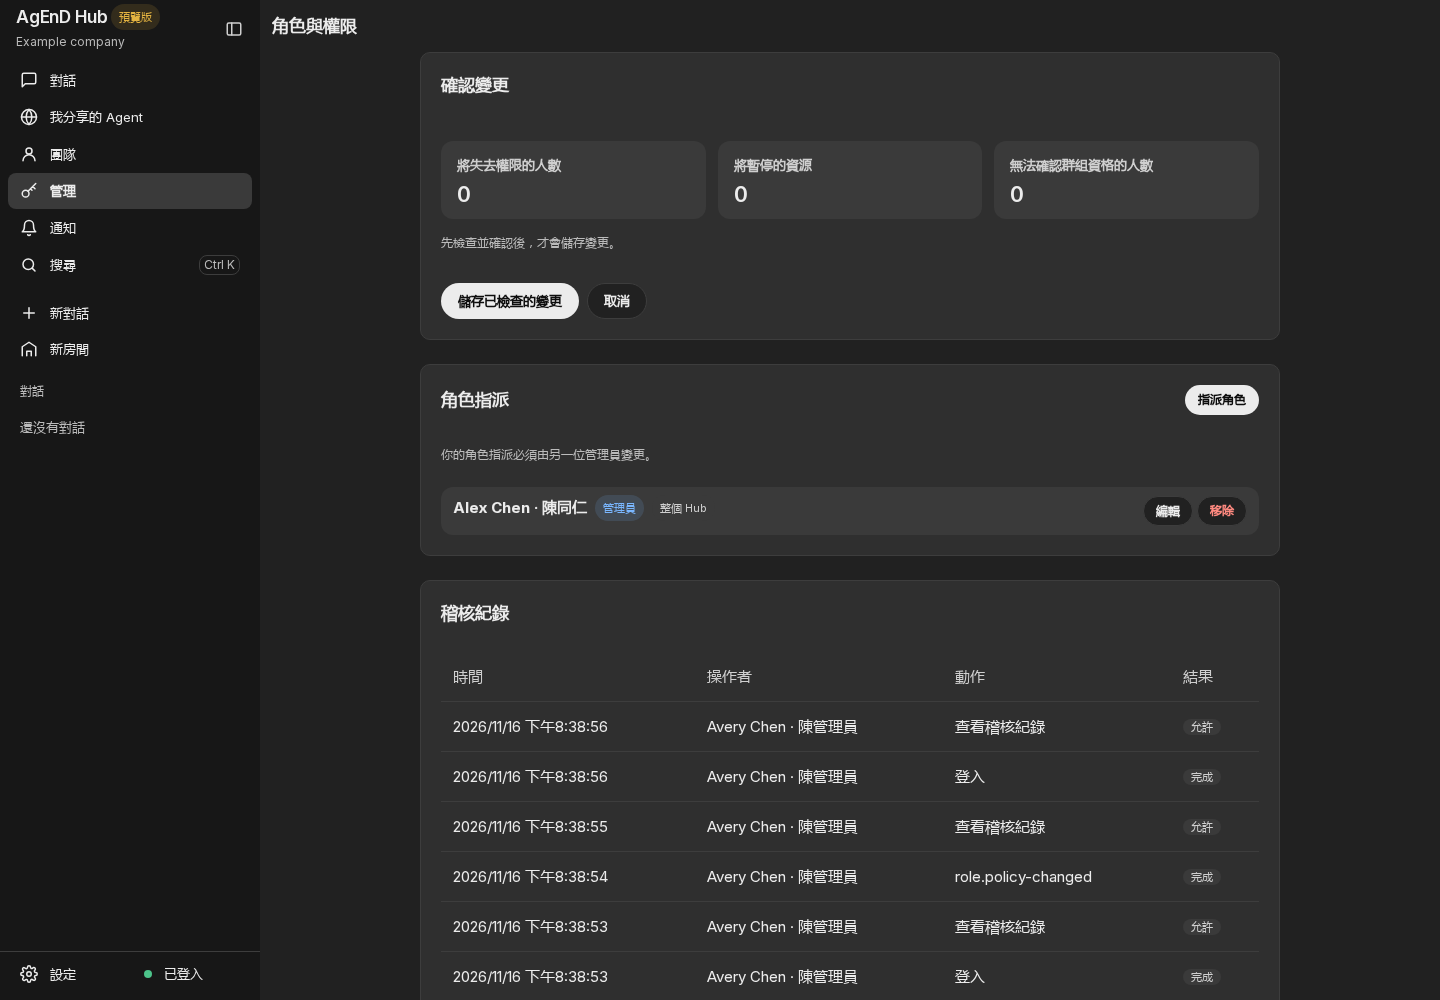 AgEnD Hub 預覽版
Example company
對話
我分享的 Agent
團隊
管理
通知
搜尋 Ctrl K
新對話
新房間
對話
還沒有對話
設定 已登入
角色與權限
確認變更
將失去權限的人數 將暫停的資源 無法確認群組資格的人數
0 0 0
先檢查並確認後，才會儲存變更。
儲存已檢查的變更 取消
角色指派 指派角色
你的角色指派必須由另一位管理員變更。
Alex Chen · 陳同仁 管理員 整個 Hub 編輯 移除
稽核紀錄
時間 操作者 動作 結果
2026/11/16 下午8:38:56 Avery Chen · 陳管理員 查看稽核紀錄 允許
2026/11/16 下午8:38:56 Avery Chen · 陳管理員 登入 完成
2026/11/16 下午8:38:55 Avery Chen · 陳管理員 查看稽核紀錄 允許
2026/11/16 下午8:38:54 Avery Chen · 陳管理員 role.policy-changed 完成
2026/11/16 下午8:38:53 Avery Chen · 陳管理員 查看稽核紀錄 允許
2026/11/16 下午8:38:53 Avery Chen · 陳管理員 登入 完成